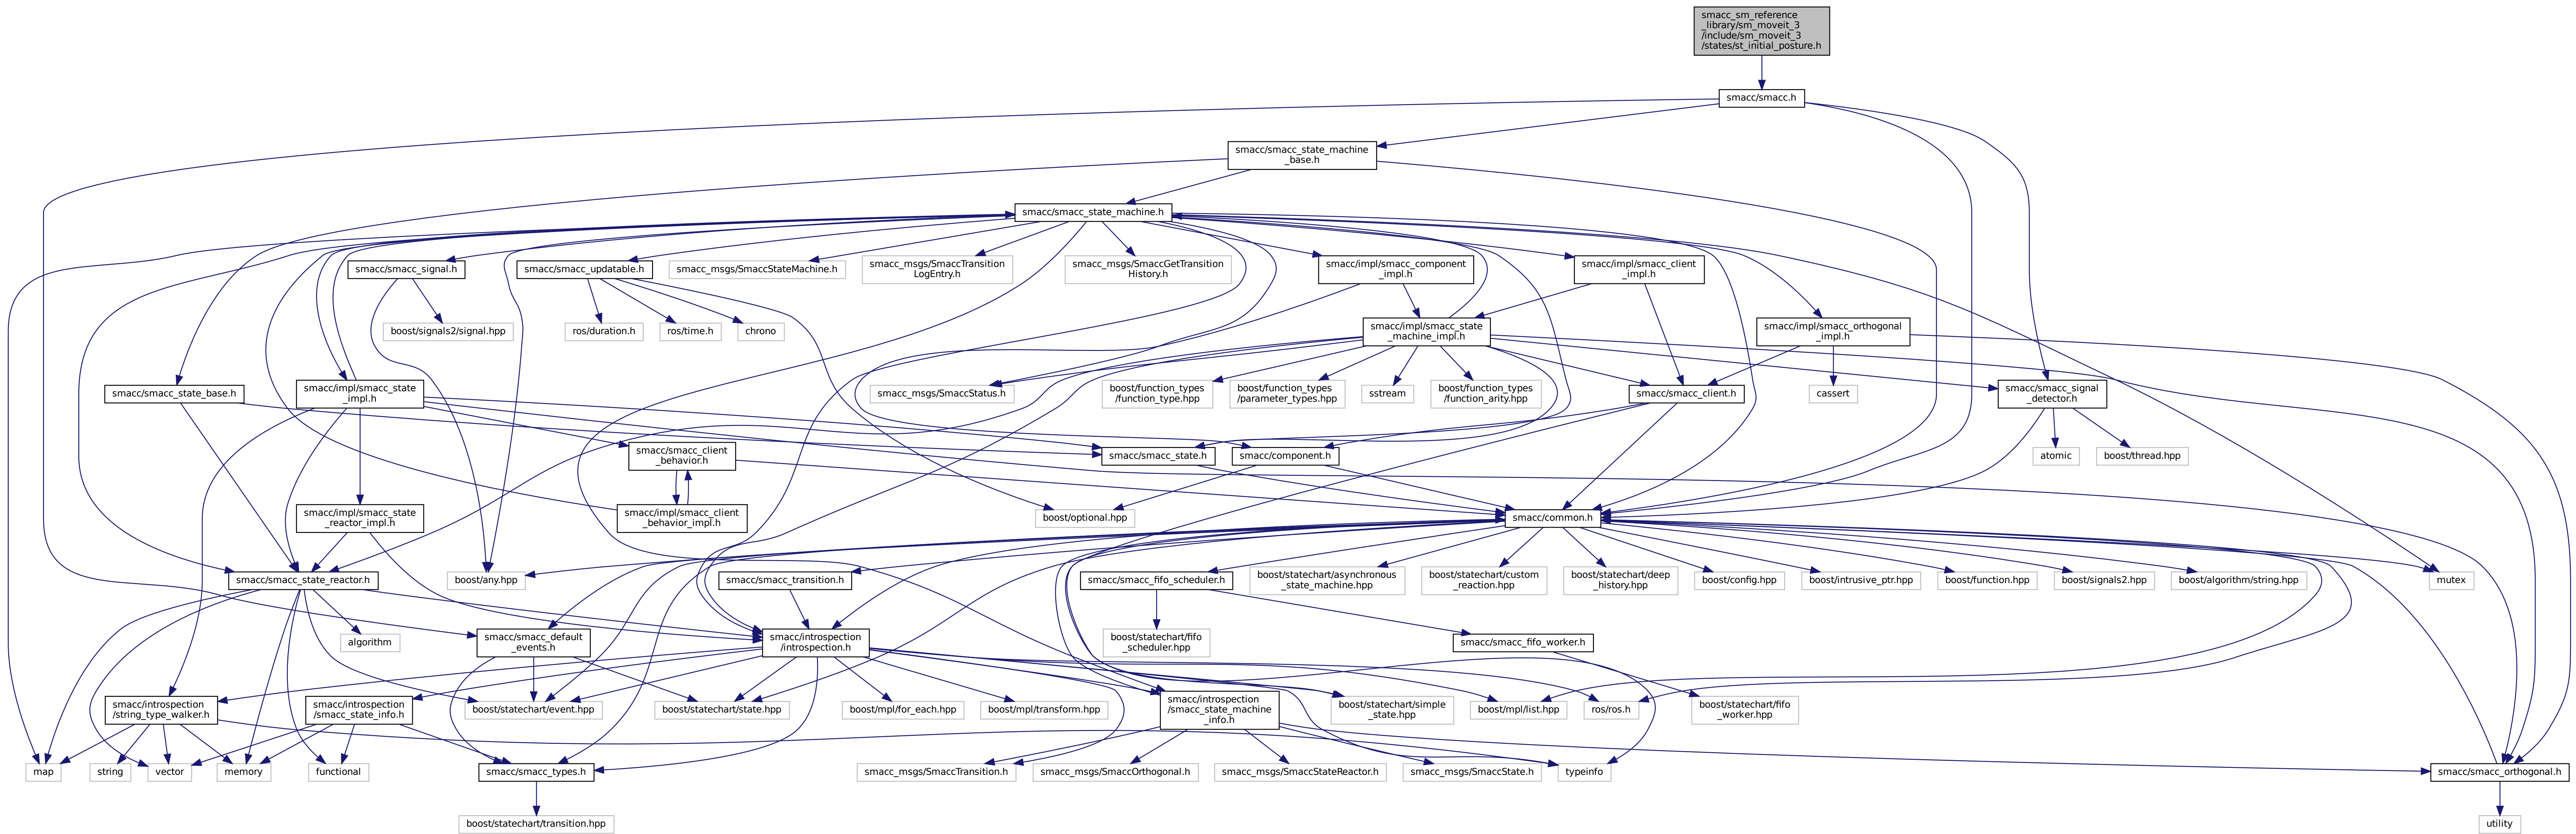 smacc_sm_reference
_library/sm_moveit_3
/include/sm_moveit_3
/states/st_initial_posture.h
smacc/smacc.h
smacc/smacc_state_machine
_base.h
smacc/smacc_state_machine.h
smacc/smacc_signal.h
smacc/smacc_updatable.h
smacc_msgs/SmaccStateMachine.h
smacc_msgs/SmaccTransition
LogEntry.h
smacc_msgs/SmaccGetTransition
History.h
smacc/impl/smacc_component
_impl.h
smacc/impl/smacc_client
_impl.h
boost/signals2/signal.hpp
ros/duration.h
ros/time.h
chrono
smacc/impl/smacc_state
_machine_impl.h
smacc/impl/smacc_orthogonal
_impl.h
smacc/smacc_state_base.h
smacc/impl/smacc_state
_impl.h
smacc_msgs/SmaccStatus.h
boost/function_types
/function_type.hpp
boost/function_types
/parameter_types.hpp
sstream
boost/function_types
/function_arity.hpp
smacc/smacc_client.h
cassert
smacc/smacc_signal
_detector.h
smacc/smacc_client
_behavior.h
smacc/smacc_state.h
smacc/component.h
atomic
boost/thread.hpp
smacc/impl/smacc_state
_reactor_impl.h
smacc/impl/smacc_client
_behavior_impl.h
boost/optional.hpp
smacc/common.h
smacc/smacc_state_reactor.h
boost/any.hpp
smacc/smacc_transition.h
smacc/smacc_fifo_scheduler.h
boost/statechart/asynchronous
_state_machine.hpp
boost/statechart/custom
_reaction.hpp
boost/statechart/deep
_history.hpp
boost/config.hpp
boost/intrusive_ptr.hpp
boost/function.hpp
boost/signals2.hpp
boost/algorithm/string.hpp
mutex
algorithm
smacc/smacc_default
_events.h
smacc/introspection
/introspection.h
boost/statechart/fifo
_scheduler.hpp
smacc/smacc_fifo_worker.h
smacc/introspection
/string_type_walker.h
smacc/introspection
/smacc_state_info.h
boost/statechart/event.hpp
boost/statechart/state.hpp
boost/mpl/for_each.hpp
boost/mpl/transform.hpp
smacc/introspection
/smacc_state_machine
_info.h
boost/statechart/simple
_state.hpp
boost/mpl/list.hpp
ros/ros.h
boost/statechart/fifo
_worker.hpp
map
string
vector
memory
functional
smacc/smacc_types.h
smacc_msgs/SmaccTransition.h
smacc_msgs/SmaccOrthogonal.h
smacc_msgs/SmaccStateReactor.h
smacc_msgs/SmaccState.h
typeinfo
smacc/smacc_orthogonal.h
boost/statechart/transition.hpp
utility